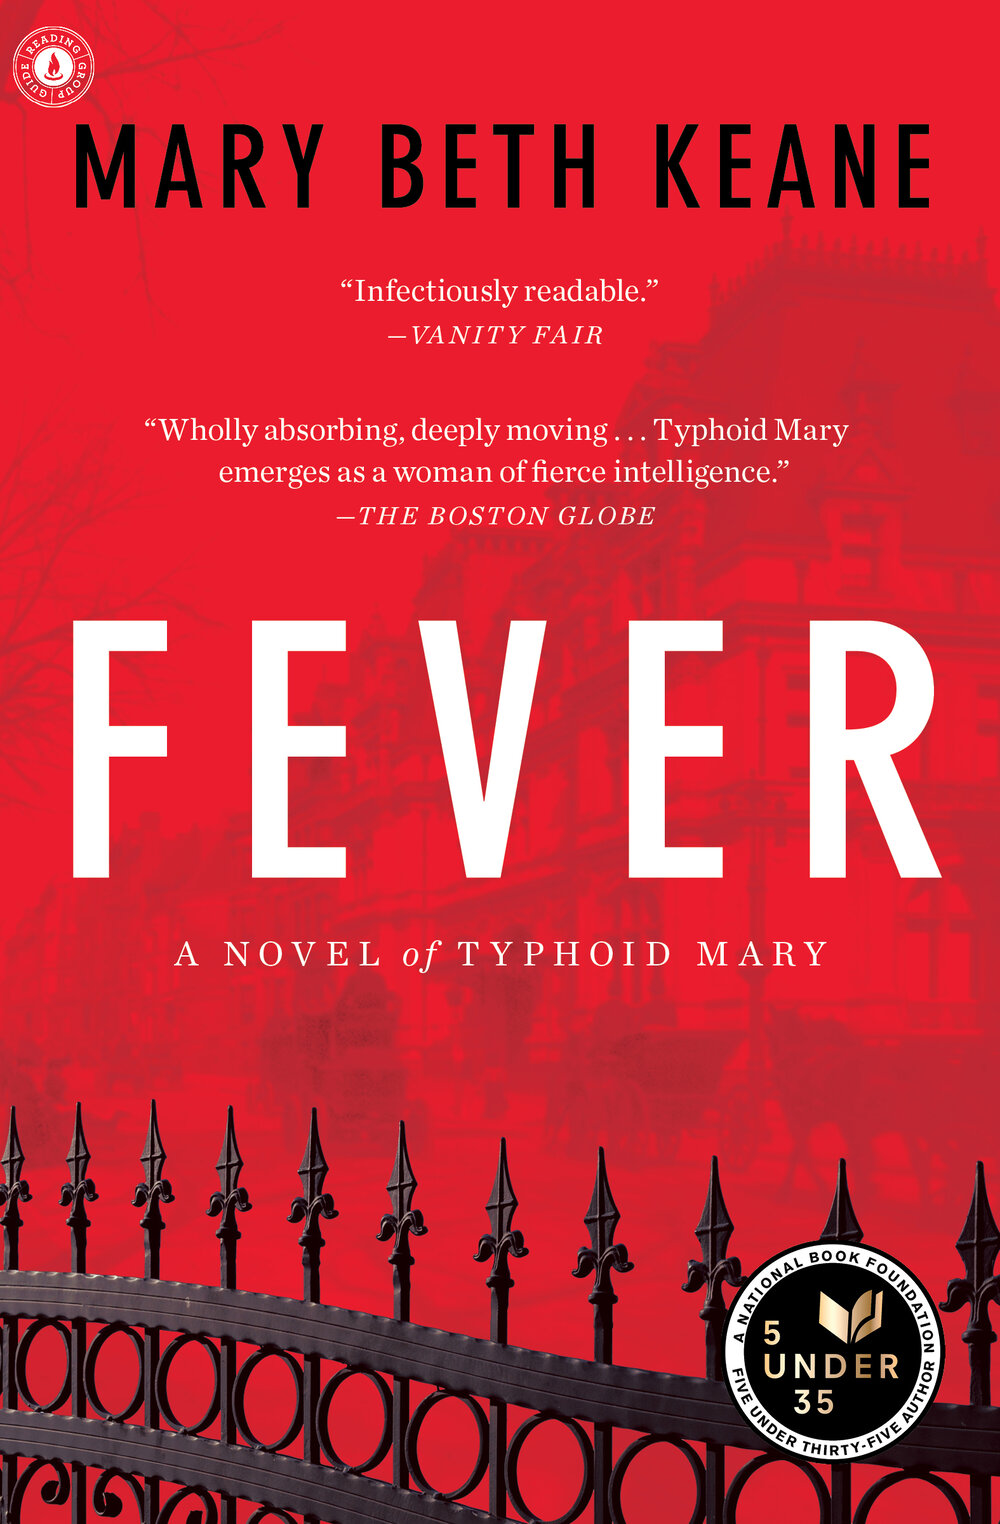 READING GROUP GUIDE
MARY BETH KEANE
“Infectiously readable.”
—VANITY FAIR
“Wholly absorbing, deeply moving . . . Typhoid Mary
emerges as a woman of fierce intelligence.”
—THE BOSTON GLOBE
FEVER
A NOVEL of TYPHOID MARY
A NATIONAL BOOK FOUNDATION
5
UNDER
35
FIVE UNDER THIRTY-FIVE AUTHOR